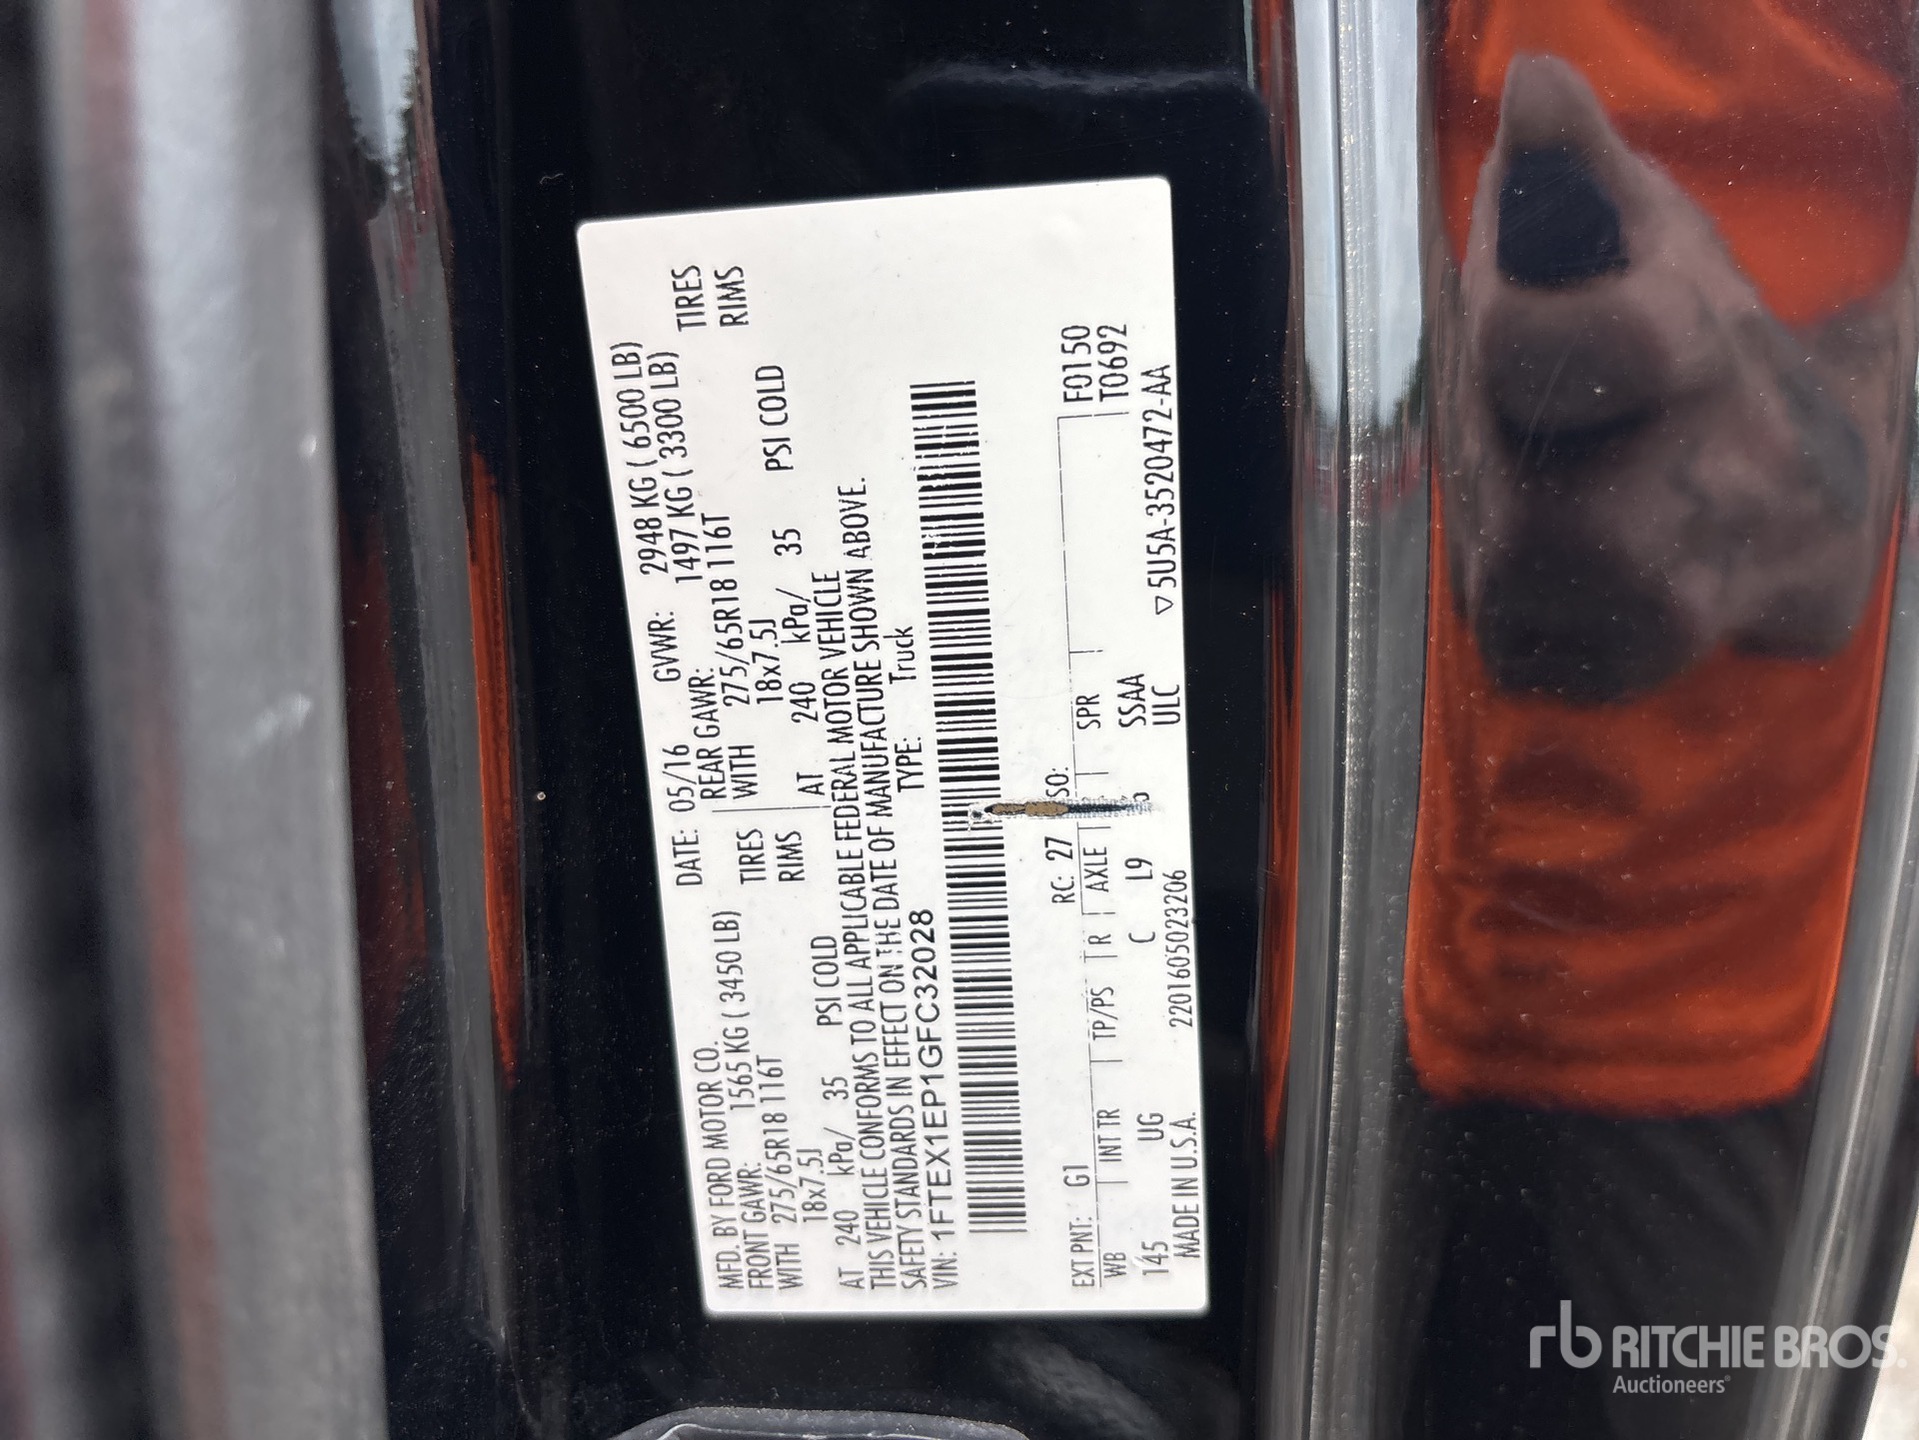 MFD. BY FORD MOTOR CO.
DATE: 05/16 GVWR: 2948 KG ( 6500 LB)
FRONT GAWR: 1565 KG ( 3450 LB) REAR GAWR: 1497 KG ( 3300 LB)
WITH 275/65R18 116T TIRES WITH 275/65R18 116T TIRES
18x7.5J RIMS 18x7.5J RIMS
AT 240 kPa/ 35 PSI COLD AT 240 kPa/ 35 PSI COLD
THIS VEHICLE CONFORMS TO ALL APPLICABLE FEDERAL MOTOR VEHICLE
SAFETY STANDARDS IN EFFECT ON THE DATE OF MANUFACTURE SHOWN ABOVE.
VIN: 1FTEX1EP1GFC32028 TYPE: Truck
F0150
T0692
EXT PNT: G1 RC: 27 SO:
WB INT TR TP/PS R AXLE SPR
145 UG C L9 SSAA
MADE IN U.S.A. 2201605023206 ULC ▽5U5A-3520472-AA
rb RITCHIE BROS.
Auctioneers®